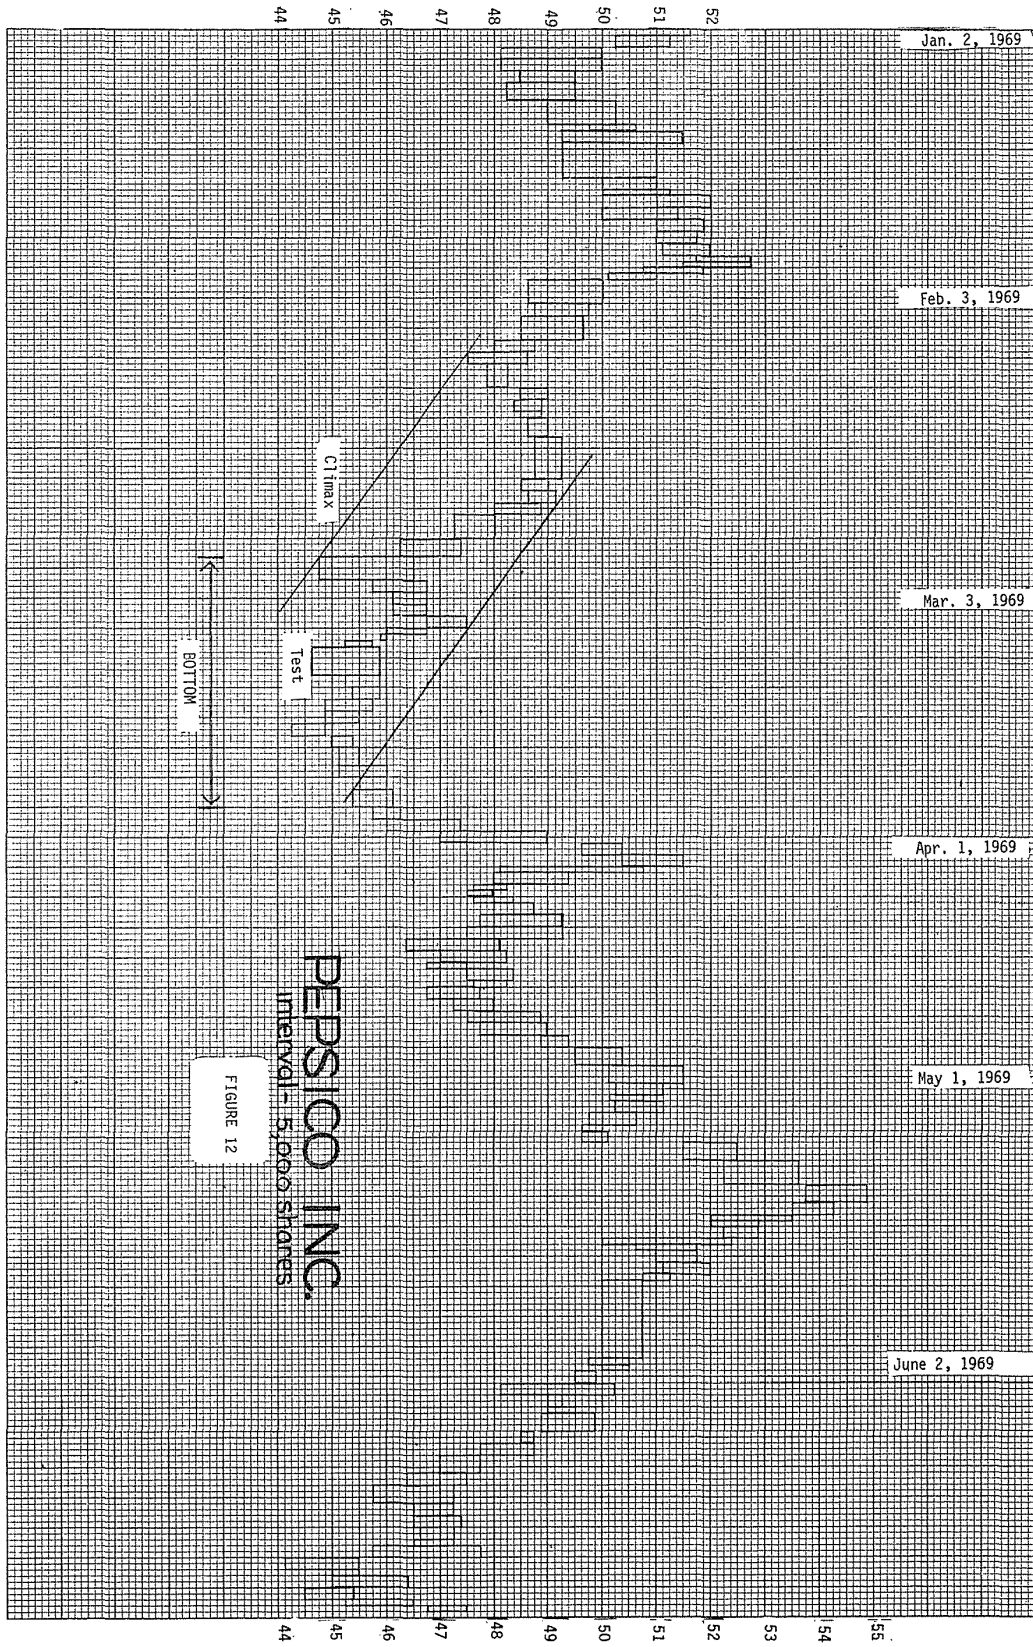 44 45 46 47 48 49 50 51 52
Jan. 2, 1969
Feb. 3, 1969
Climax
Mar. 3, 1969
Test
BOTTOM
Apr. 1, 1969
PEPSICO INC.
Interval - 5,000 shares
May 1, 1969
FIGURE 12
June 2, 1969
44 45 46 47 48 49 50 51 52 53 54 55